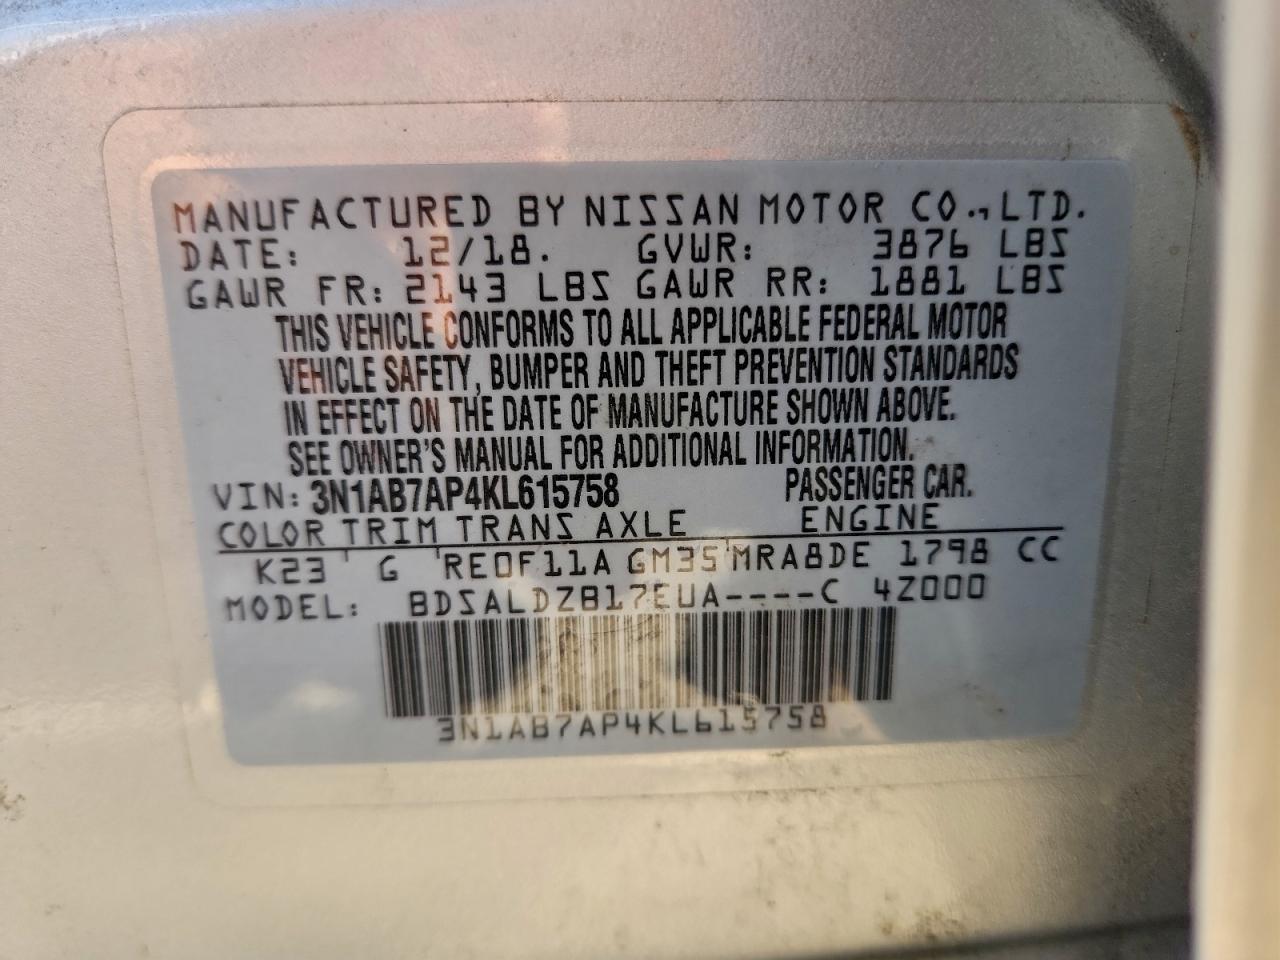 MANUFACTURED BY NISSAN MOTOR CO., LTD.
DATE: 12/18. GVWR: 3876 LBS
GAWR FR: 2143 LBS GAWR RR: 1881 LBS
THIS VEHICLE CONFORMS TO ALL APPLICABLE FEDERAL MOTOR
VEHICLE SAFETY, BUMPER AND THEFT PREVENTION STANDARDS
IN EFFECT ON THE DATE OF MANUFACTURE SHOWN ABOVE.
SEE OWNER'S MANUAL FOR ADDITIONAL INFORMATION.
VIN: 3N1AB7AP4KL615758 PASSENGER CAR.
COLOR TRIM TRANS AXLE ENGINE
K23 G RE0F11A GM35 MRA8DE 1798 CC
MODEL: BDSALDZB17EUA----C 4Z000
3N1AB7AP4KL615758